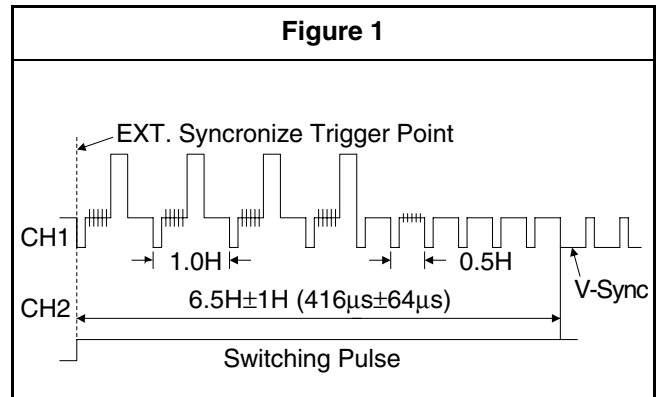 Figure 1
EXT. Syncronize Trigger Point
CH1
1.0H
0.5H
V-Sync
CH2
6.5H±1H (416µs±64µs)
Switching Pulse